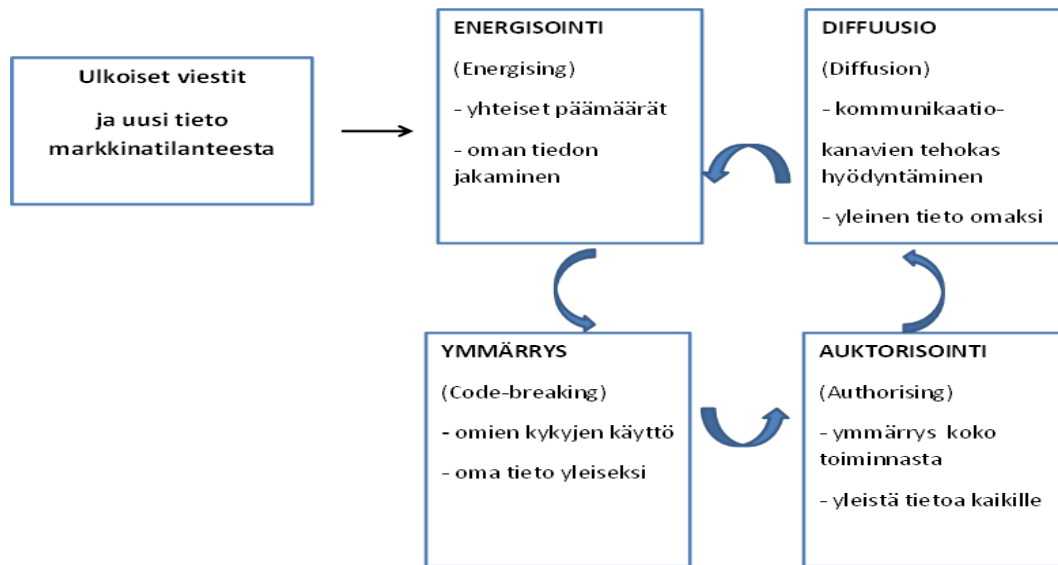 Ulkoiset viestit
ja uusi tieto
markkinatilanteesta
ENERGISOINTI
(Energising)
- yhteiset päämäärät
- oman tiedon
jakaminen
DIFFUUSIO
(Diffusion)
- kommunikaatio-
kanavien tehokas
hyödyntäminen
- yleinen tieto omaksi
YMMÄRRYS
(Code-breaking)
- omien kykyjen käyttö
- oma tieto yleiseksi
AUKTORISOINTI
(Authorising)
- ymmärrys koko
toiminnasta
- yleistä tietoa kaikille